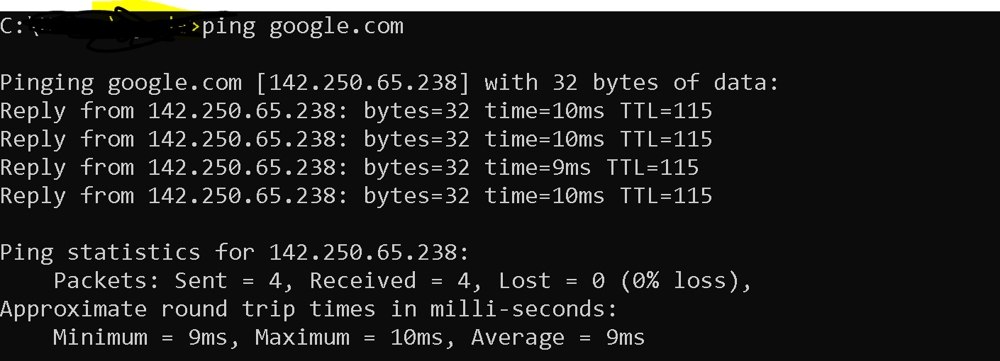 C:\>ping google.com
Pinging google.com [142.250.65.238] with 32 bytes of data:
Reply from 142.250.65.238: bytes=32 time=10ms TTL=115
Reply from 142.250.65.238: bytes=32 time=10ms TTL=115
Reply from 142.250.65.238: bytes=32 time=9ms TTL=115
Reply from 142.250.65.238: bytes=32 time=10ms TTL=115
Ping statistics for 142.250.65.238:
Packets: Sent = 4, Received = 4, Lost = 0 (0% loss),
Approximate round trip times in milli-seconds:
Minimum = 9ms, Maximum = 10ms, Average = 9ms